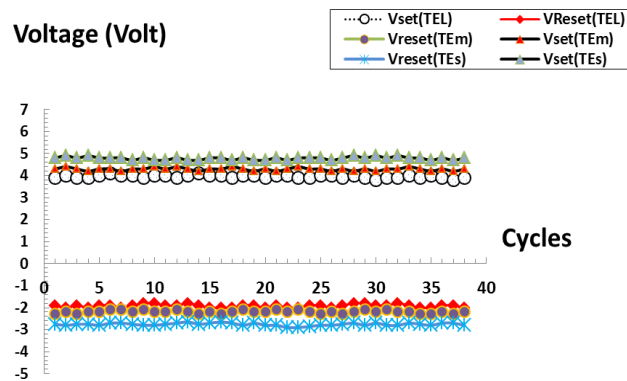 Voltage (Volt)
Vset(TEL) VReset(TEL)
Vreset(TEm) Vset(TEm)
Vreset(TEs) Vset(TEs)
7
6
5
4
3
2
1
0
-1
-2
-3
-4
-5
0 5 10 15 20 25 30 35 40
Cycles